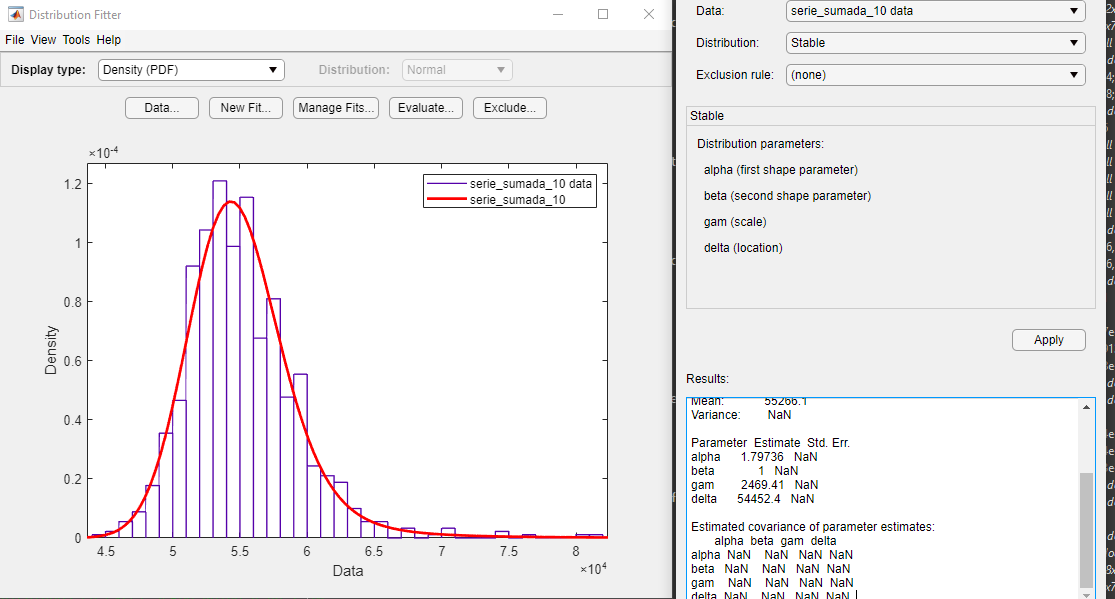 Distribution Fitter
File View Tools Help
Display type: Density (PDF) Distribution: Normal
Data... New Fit... Manage Fits... Evaluate... Exclude...
×10-4
serie_sumada_10 data
serie_sumada_10
1.2
1
0.8
0.6
0.4
0.2
0
Density
4.5 5 5.5 6 6.5 7 7.5 8
×104
Data
Data: serie_sumada_10 data
Distribution: Stable
Exclusion rule: (none)
Stable
Distribution parameters:
alpha (first shape parameter)
beta (second shape parameter)
gam (scale)
delta (location)
Apply
Results:
Mean: 55266.1
Variance: NaN
Parameter Estimate Std. Err.
alpha 1.79736 NaN
beta 1 NaN
gam 2469.41 NaN
delta 54452.4 NaN
Estimated covariance of parameter estimates:
alpha beta gam delta
alpha NaN NaN NaN NaN
beta NaN NaN NaN NaN
gam NaN NaN NaN NaN
delta NaN NaN NaN NaN